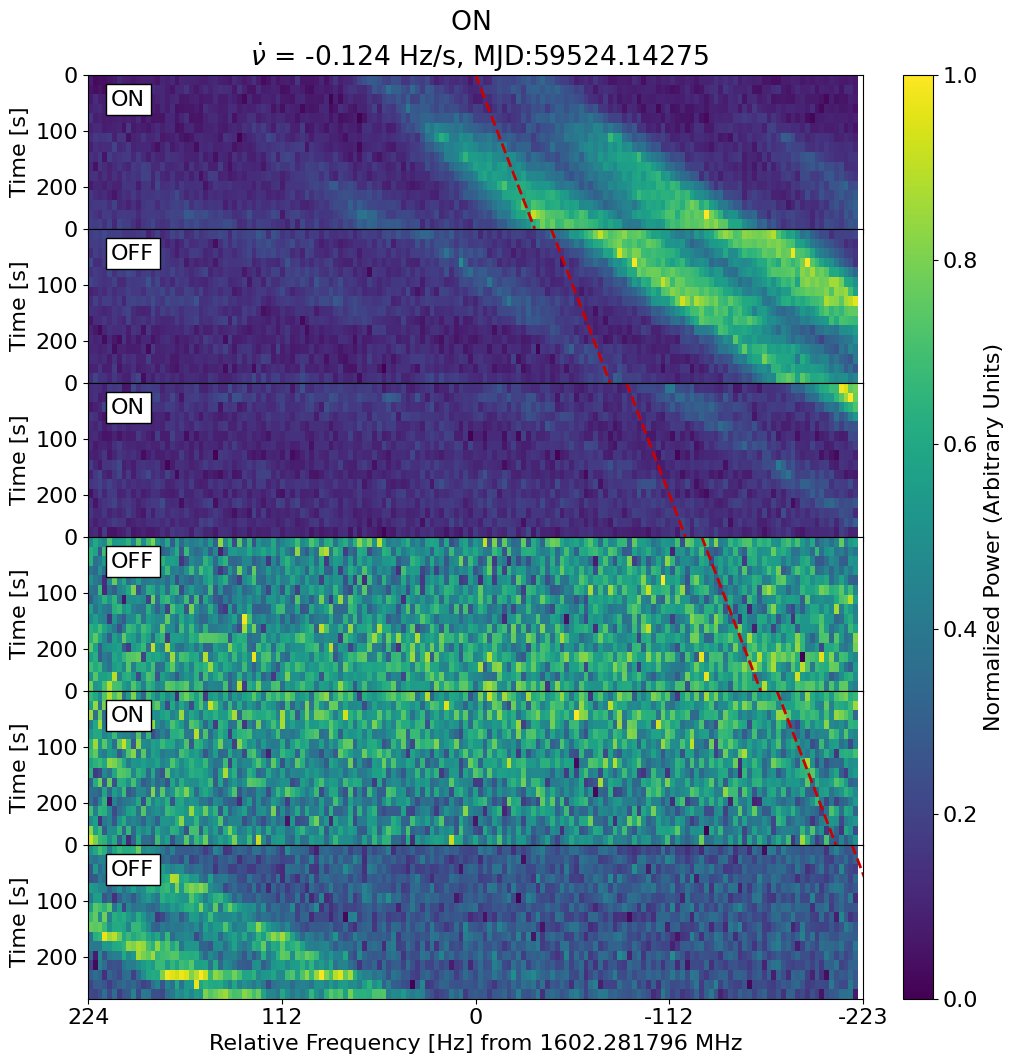 ON
ν̇ = -0.124 Hz/s, MJD:59524.14275
0
ON
100
200
Time [s]
0
OFF
100
200
Time [s]
0
ON
100
200
Time [s]
0
OFF
100
200
Time [s]
0
ON
100
200
Time [s]
0
OFF
100
200
Time [s]
224
112
0
-112
-223
Relative Frequency [Hz] from 1602.281796 MHz
1.0
0.8
0.6
0.4
0.2
0.0
Normalized Power (Arbitrary Units)